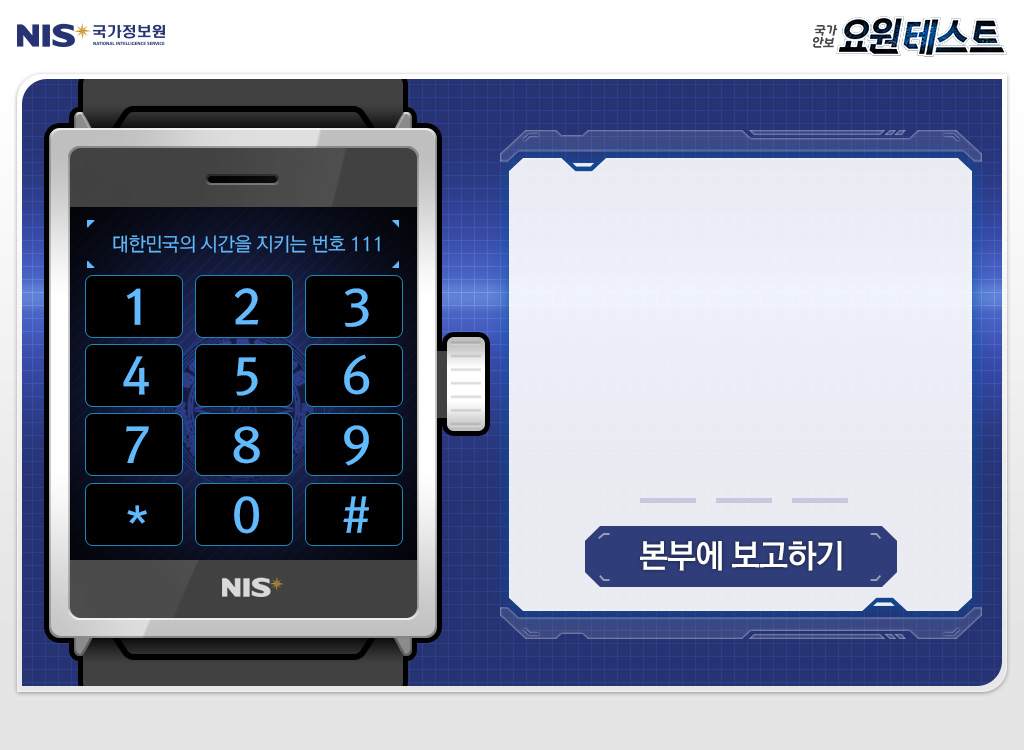 NIS 국가정보원
NATIONAL INTELLIGENCE SERVICE
국가
안보
요원테스트
대한민국의 시간을 지키는 번호 111
1 2 3
4 5 6
7 8 9
* 0 #
NIS
본부에 보고하기